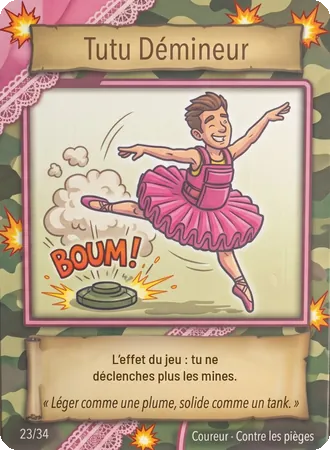 Tutu Démineur
BOUM!
L'effet du jeu : tu ne
déclenches plus les mines.
« Léger comme une plume, solide comme un tank. »
23/34
Coureur - Contre les pièges